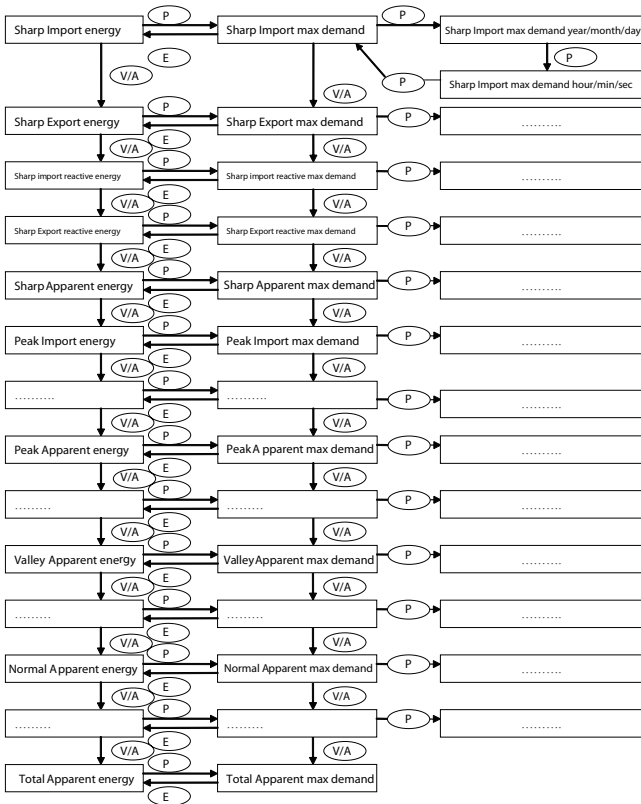 P
P
Sharp Import energy
Sharp Import max demand
Sharp Import max demand year/month/day
E
P
V/A
P
Sharp Import max demand hour/min/sec
V/A
P
Sharp Export energy
Sharp Export max demand
P
..........
V/A
E
V/A
P
Sharp import reactive energy
Sharp import reactive max demand
P
..........
V/A
E
V/A
P
Sharp Export reactive energy
Sharp Export reactive max demand
P
..........
V/A
E
V/A
P
Sharp Apparent energy
Sharp Apparent max demand
P
..........
V/A
E
V/A
P
Peak Import energy
Peak Import max demand
P
..........
V/A
E
V/A
P
..........
..........
P
..........
V/A
E
V/A
P
Peak Apparent energy
PeakA pparent max demand
P
..........
V/A
E
V/A
P
..........
..........
P
..........
V/A
E
V/A
P
Valley Apparent energy
Valley Apparent max demand
P
..........
V/A
E
V/A
P
..........
..........
P
..........
V/A
E
V/A
P
Normal Apparent energy
Normal Apparent max demand
P
..........
V/A
E
V/A
P
..........
..........
P
..........
V/A
E
V/A
P
Total Apparent energy
Total Apparent max demand
E